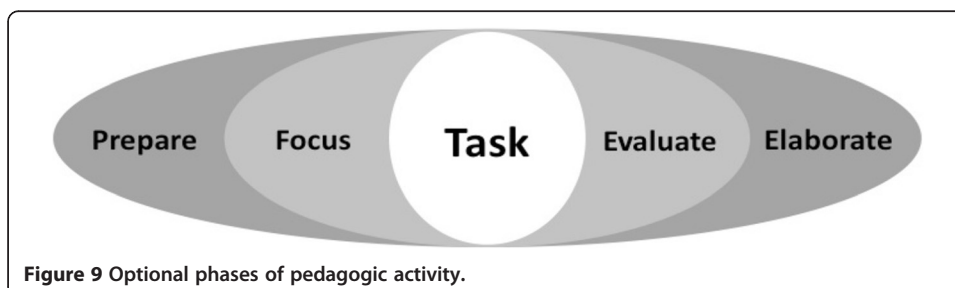 Prepare Focus Task Evaluate Elaborate
Figure 9 Optional phases of pedagogic activity.